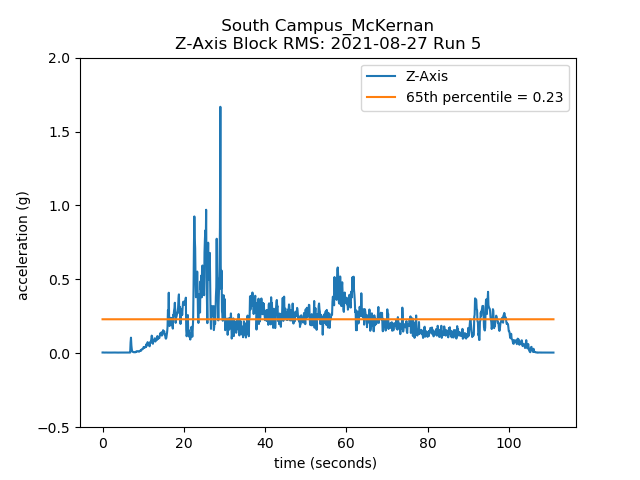 South Campus_McKernan
Z-Axis Block RMS: 2021-08-27 Run 5
Z-Axis
65th percentile = 0.23
2.0
1.5
1.0
0.5
0.0
−0.5
acceleration (g)
0 20 40 60 80 100
time (seconds)